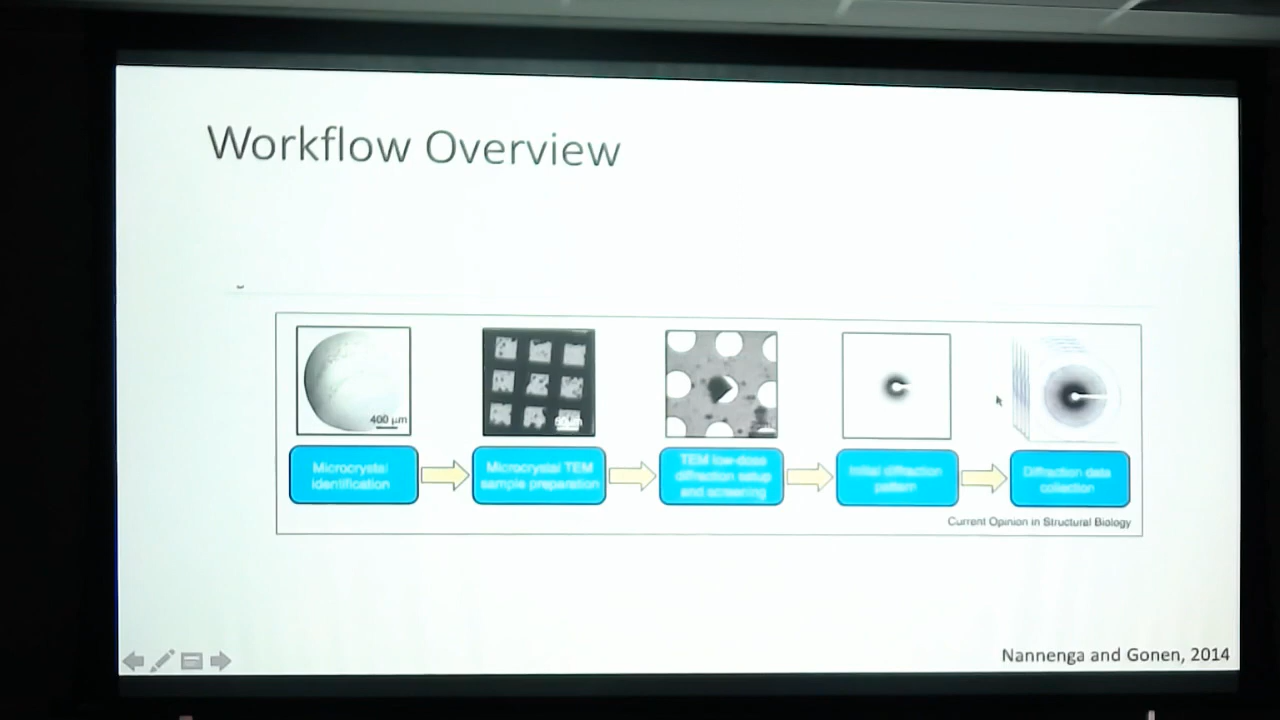 Workflow Overview
400 μm
Microcrystal
identification
Microcrystal TEM
sample preparation
TEM low-dose
diffraction setup
and screening
Initial diffraction
pattern
Diffraction data
collection
Current Opinion in Structural Biology
Nannenga and Gonen, 2014